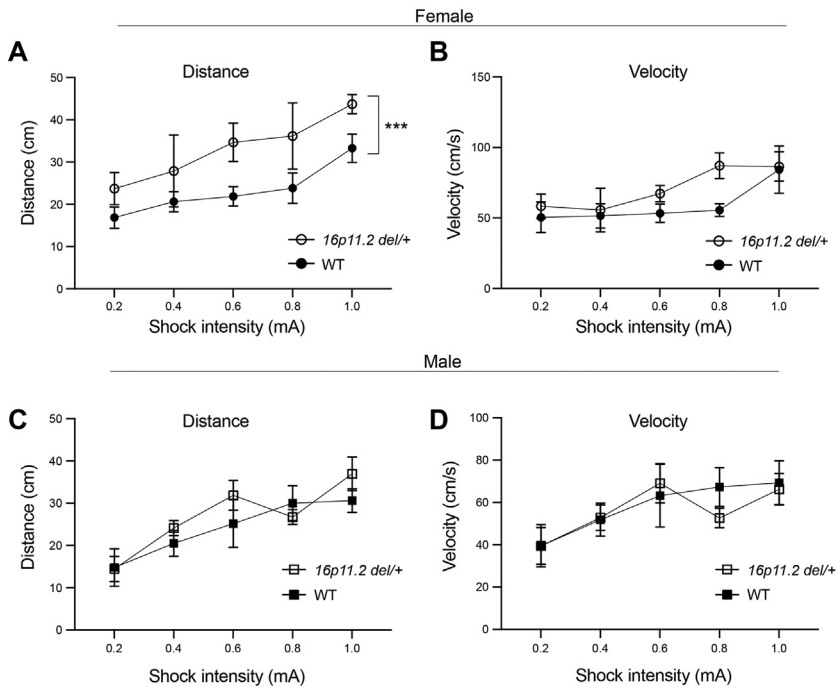 Female
A
Distance
Distance (cm)
50
40
30
20
10
0
0.2 0.4 0.6 0.8 1.0
Shock intensity (mA)
***
16p11.2 del/+
WT
B
Velocity
Velocity (cm/s)
150
100
50
0
0.2 0.4 0.6 0.8 1.0
Shock intensity (mA)
16p11.2 del/+
WT
Male
C
Distance
Distance (cm)
50
40
30
20
10
0
0.2 0.4 0.6 0.8 1.0
Shock intensity (mA)
16p11.2 del/+
WT
D
Velocity
Velocity (cm/s)
100
80
60
40
20
0
0.2 0.4 0.6 0.8 1.0
Shock intensity (mA)
16p11.2 del/+
WT